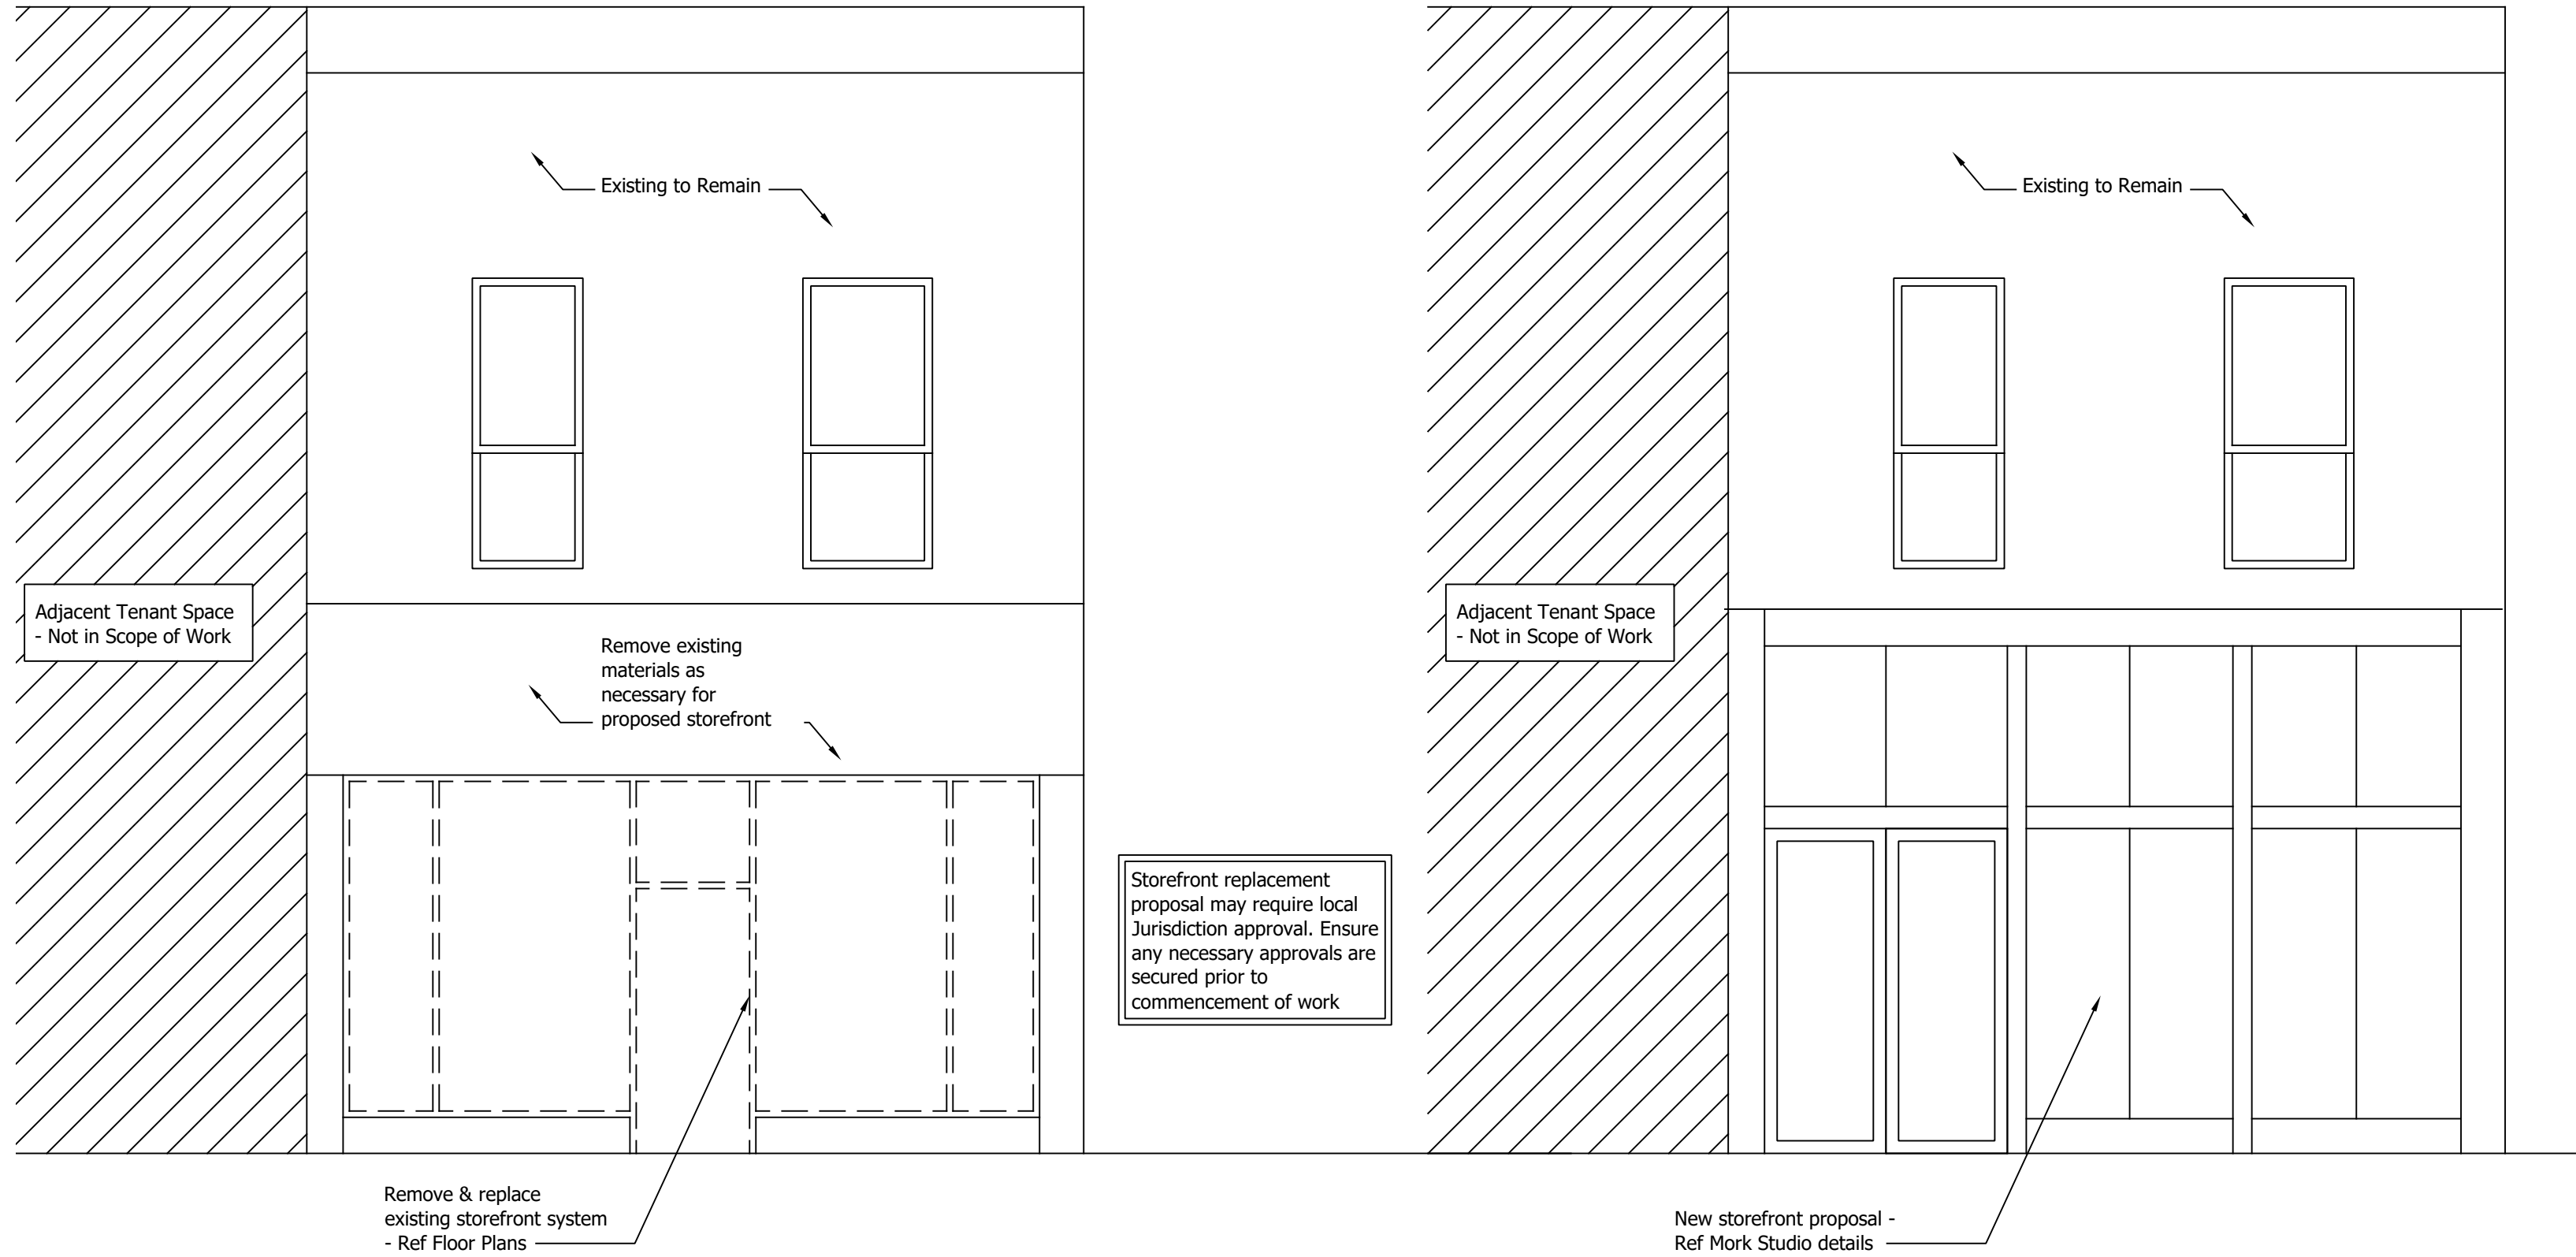 Existing to Remain
Adjacent Tenant Space
- Not in Scope of Work
Remove existing
materials as
necessary for
proposed storefront
Remove & replace
existing storefront system
- Ref Floor Plans
Storefront replacement
proposal may require local
Jurisdiction approval. Ensure
any necessary approvals are
secured prior to
commencement of work
Existing to Remain
Adjacent Tenant Space
- Not in Scope of Work
New storefront proposal -
Ref Mork Studio details